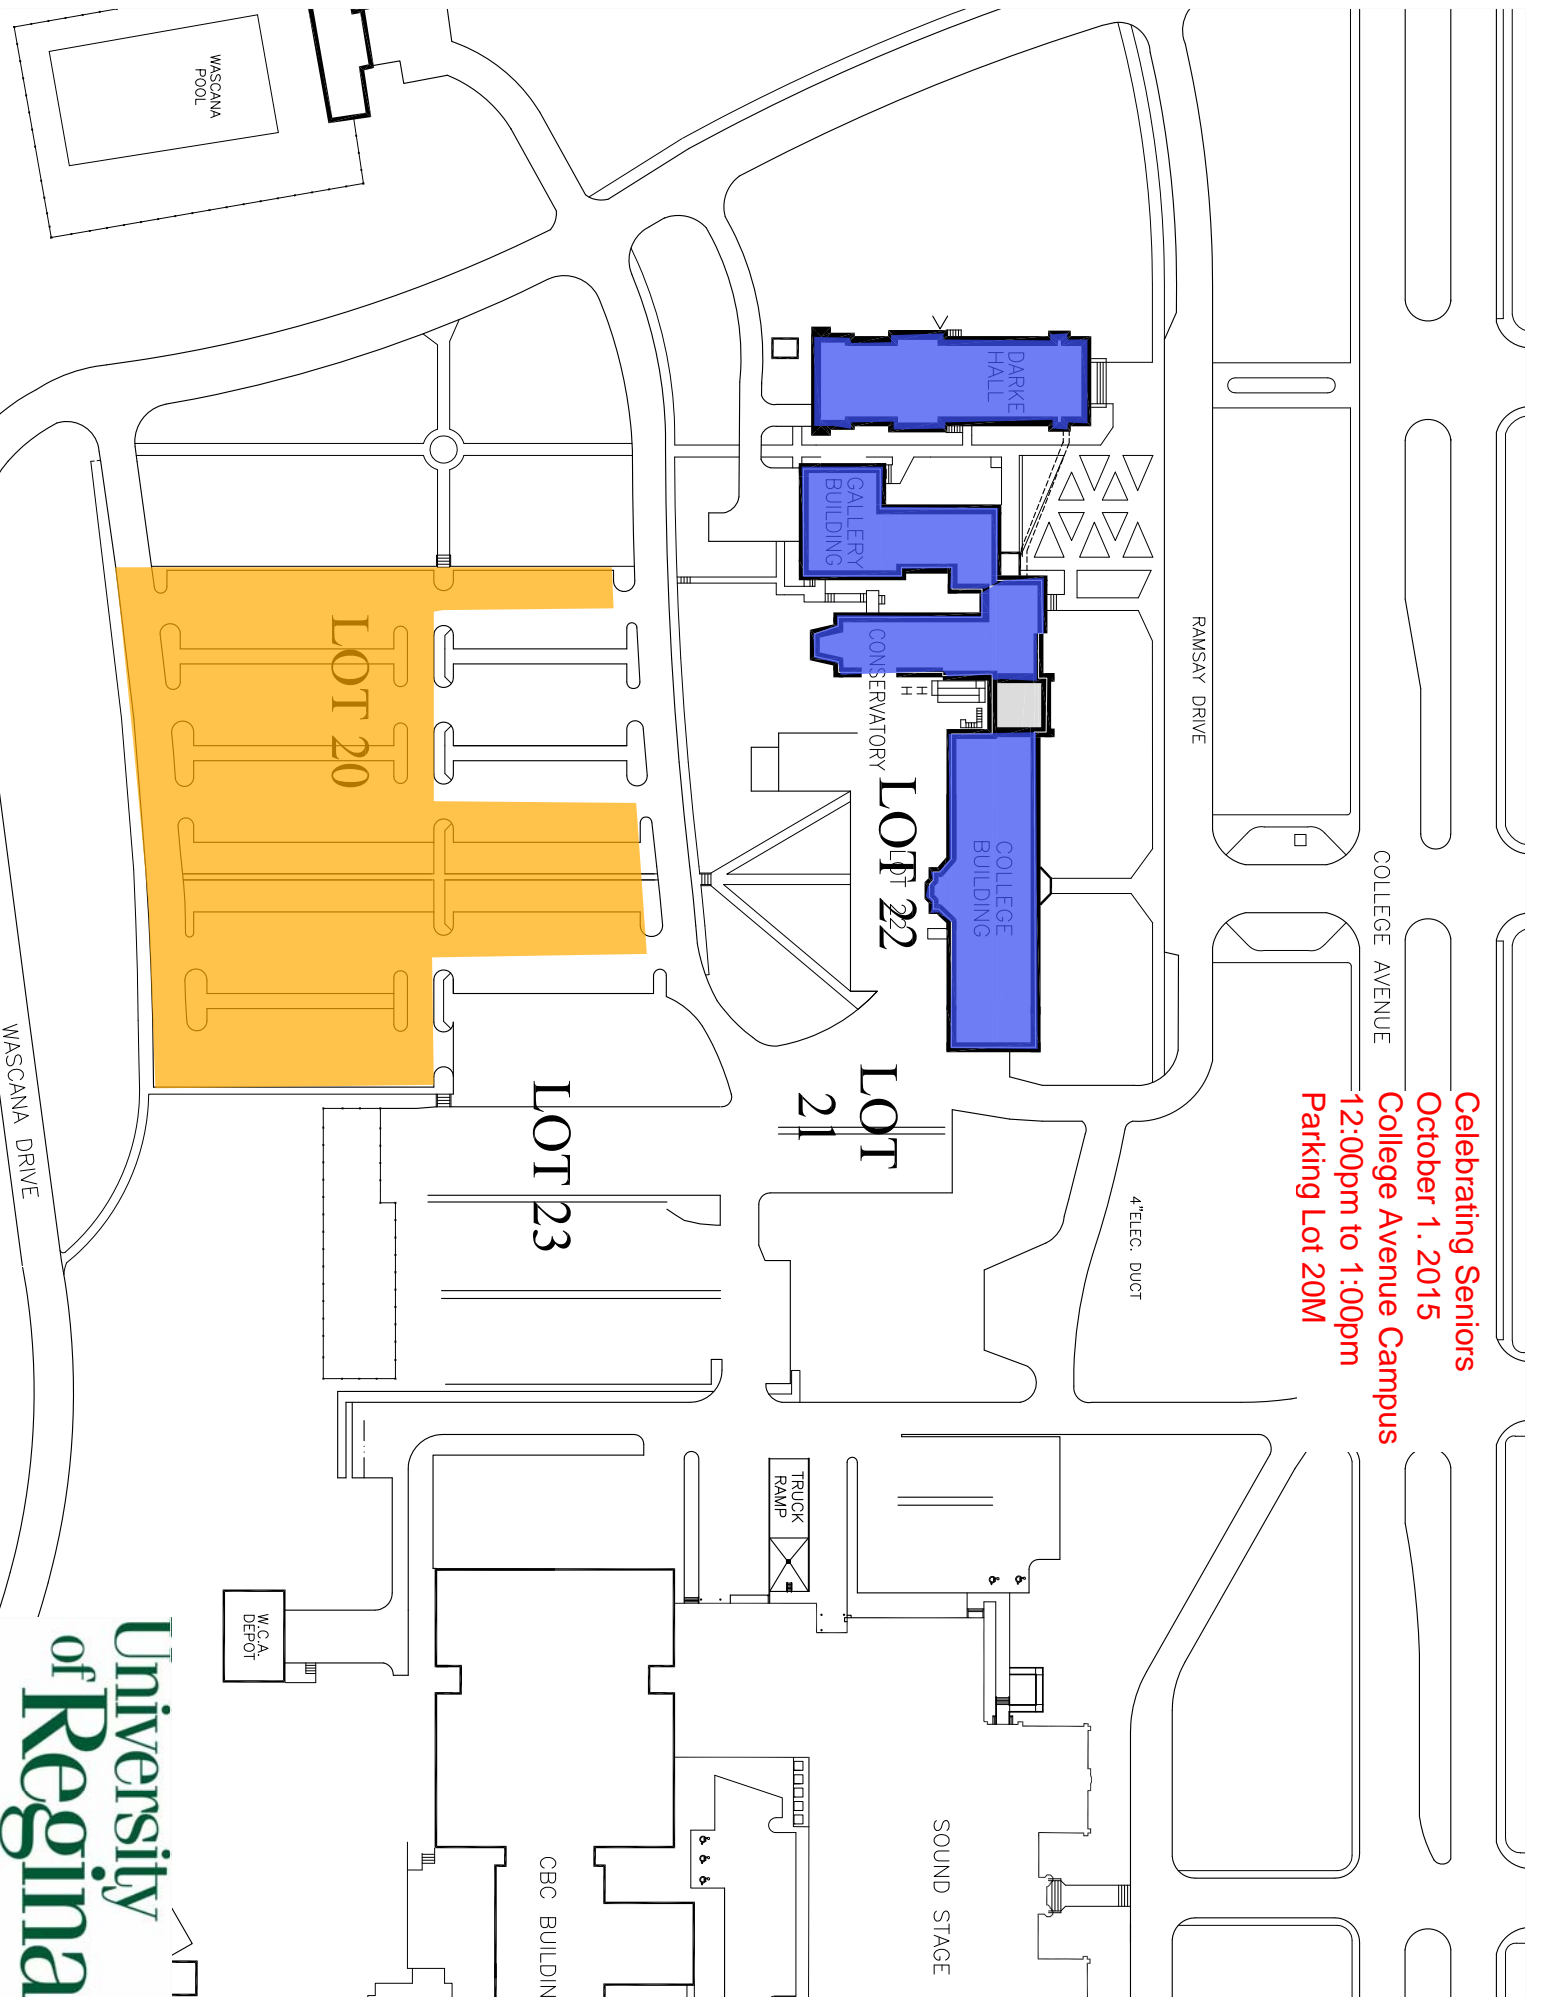 Celebrating Seniors
October 1. 2015
College Avenue Campus
12:00pm to 1:00pm
Parking Lot 20M
COLLEGE AVENUE
RAMSAY DRIVE
4"ELEC. DUCT
DARKE
HALL
GALLERY
BUILDING
CONSERVATORY
H
H
COLLEGE
BUILDING
LOT 22
LOT 22
LOT
21
LOT 23
LOT 20
WASCANA
POOL
WASCANA DRIVE
TRUCK
RAMP
SOUND STAGE
CBC BUILDIN
W.C.A.
DEPOT
University
of Regina